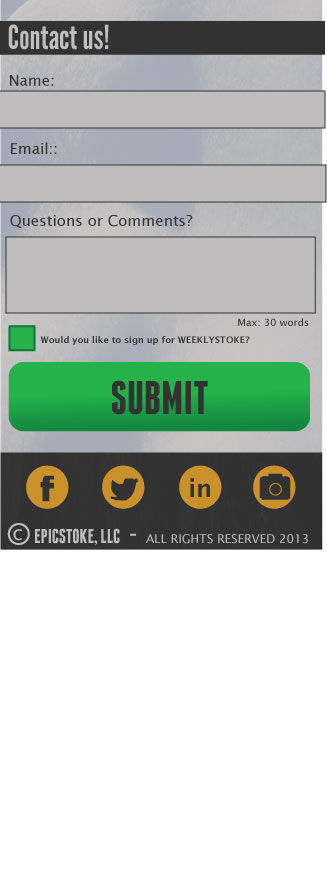 Contact us!
Name:
Email::
Questions or Comments?
Max: 30 words
Would you like to sign up for WEEKLYSTOKE?
SUBMIT
f in
© EPICSTOKE, LLC - ALL RIGHTS RESERVED 2013